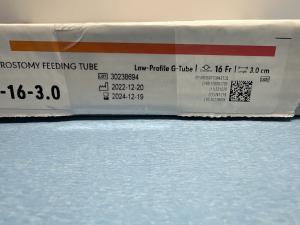 ROSTOMY FEEDING TUBE
Low-Profile G-Tube | 16 Fr | 3.0 cm
LOT 30238694
2022-12-20
2024-12-19
-16-3.0